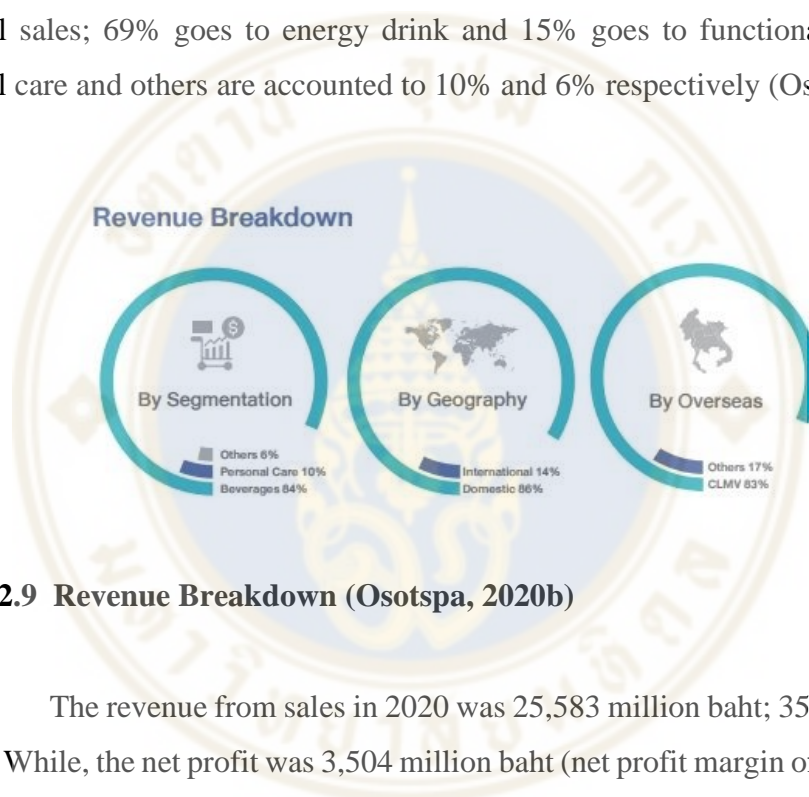 l sales; 69% goes to energy drink and 15% goes to functiona
l care and others are accounted to 10% and 6% respectively (Os
Revenue Breakdown
By Segmentation
Others 6%
Personal Care 10%
Beverages 84%
By Geography
International 14%
Domestic 86%
By Overseas
Others 17%
CLMV 83%
2.9 Revenue Breakdown (Osotspa, 2020b)
The revenue from sales in 2020 was 25,583 million baht; 35
While, the net profit was 3,504 million baht (net profit margin o